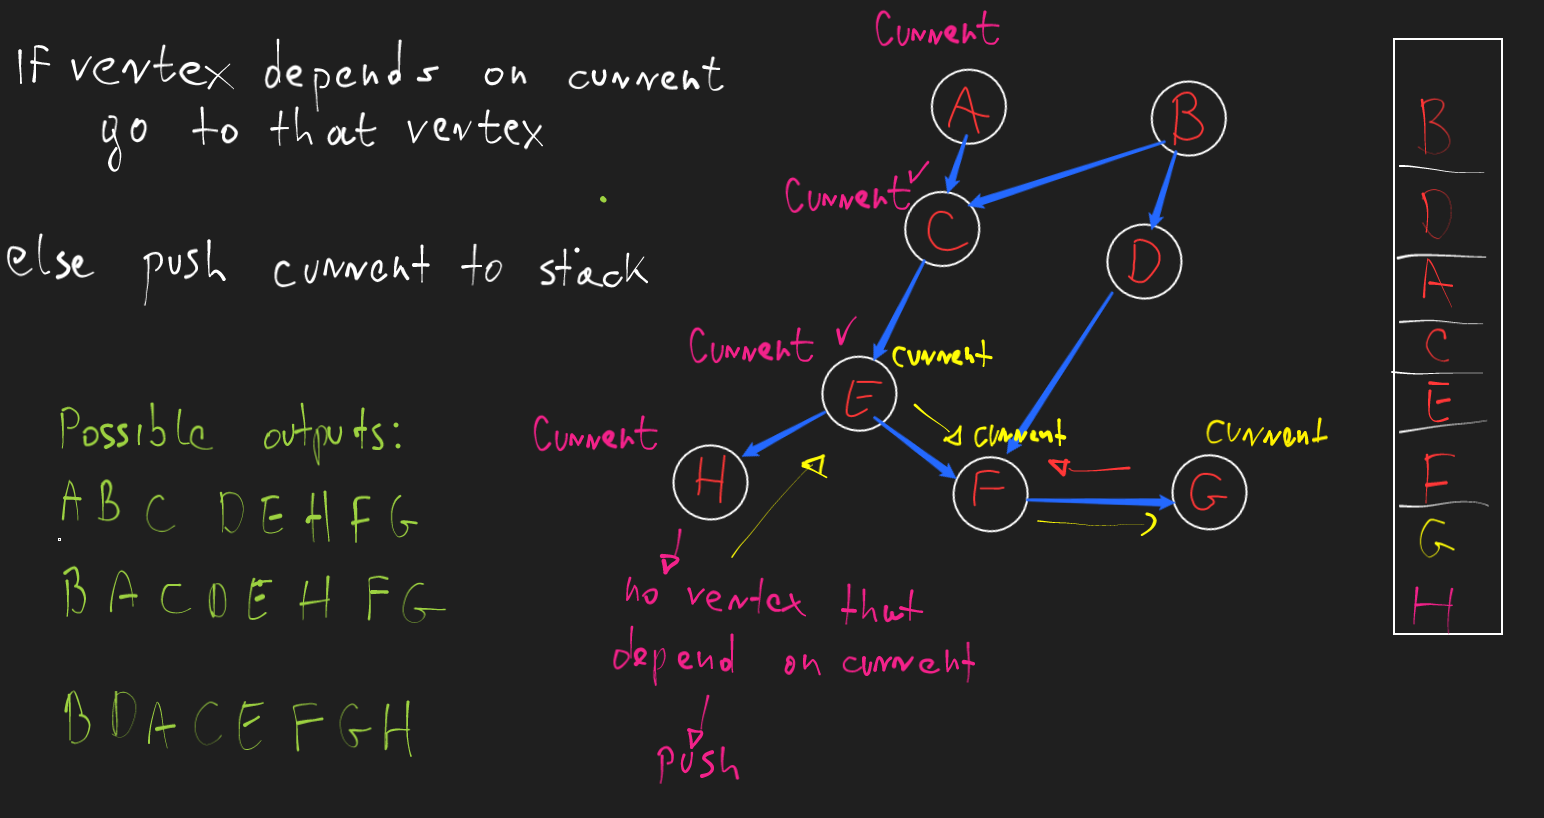 IF vertex depends on current
go to that vertex
else push current to stack
Possible outputs:
A B C D E H F G
B A C D E H F G
B D A C E F G H
Current
A
B
Current
C
D
Current
current
E
Current
current
Current
H
F
G
no vertex that
depend on current
push
B
D
A
C
E
F
G
H